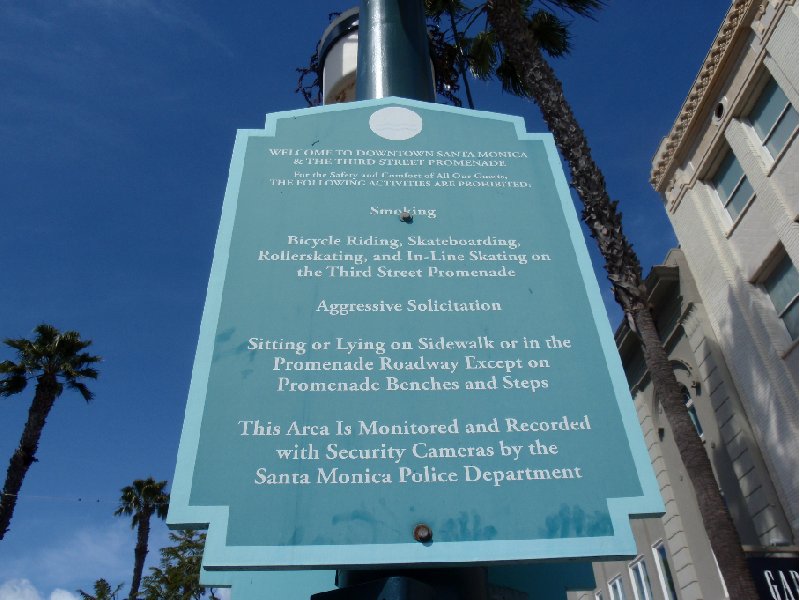 WELCOME TO DOWNTOWN SANTA MONICA
& THE THIRD STREET PROMENADE
For the Safety and Comfort of All Our Guests,
THE FOLLOWING ACTIVITIES ARE PROHIBITED:
Smoking
Bicycle Riding, Skateboarding,
Rollerskating, and In-Line Skating on
the Third Street Promenade
Aggressive Solicitation
Sitting or Lying on Sidewalk or in the
Promenade Roadway Except on
Promenade Benches and Steps
This Area Is Monitored and Recorded
with Security Cameras by the
Santa Monica Police Department